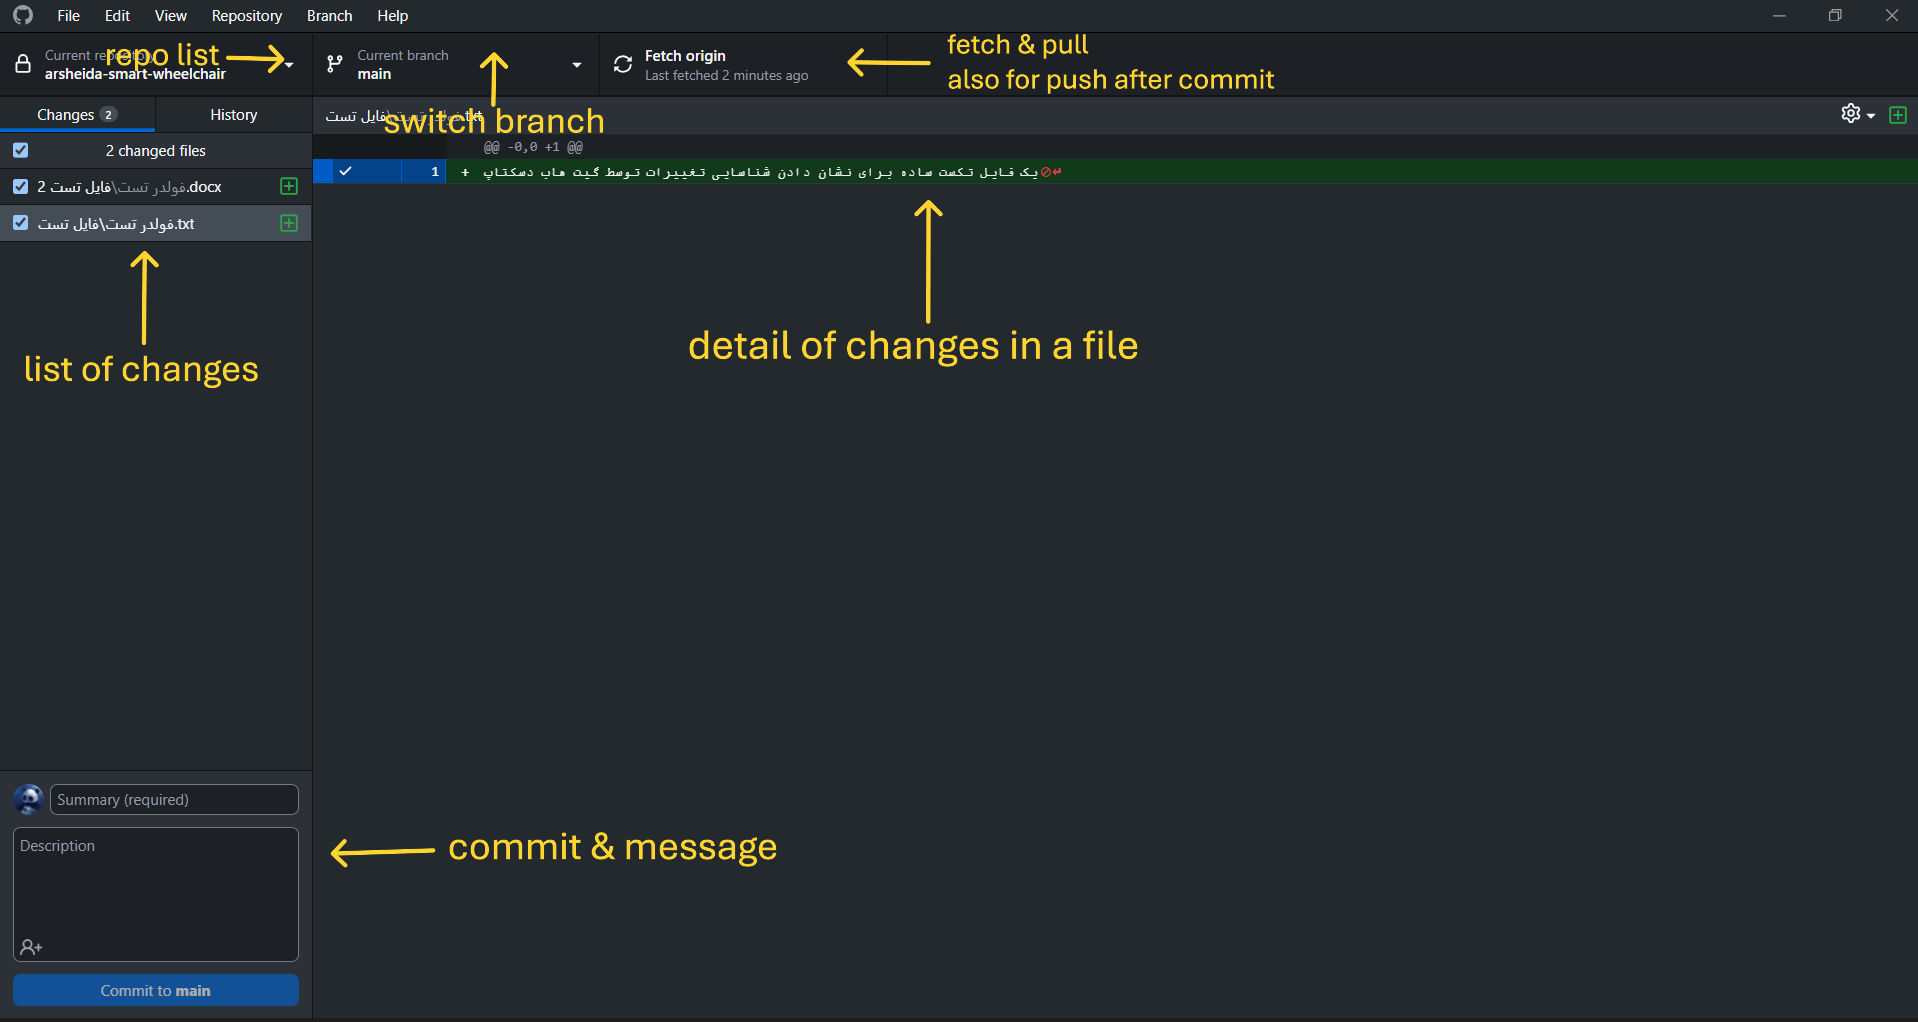 File Edit View Repository Branch Help
Current repository
arsheida-smart-wheelchair
repo list
Current branch
main
switch branch
Fetch origin
Last fetched 2 minutes ago
fetch & pull
also for push after commit
Changes 2
History
2 changed files
فولدر تست\فایل تست 2.docx
فولدر تست\فایل تست.txt
list of changes
فولدر تست\فایل تست.txt
@@ -0,0 +1 @@
1 + یک فایل تکست ساده برای نشان دادن شناسایی تغییرات توسط گیت هاب دسکتاپ
detail of changes in a file
Summary (required)
Description
commit & message
Commit to main